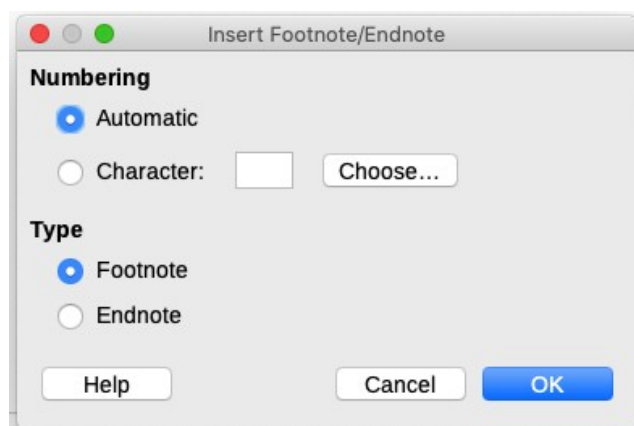 Insert Footnote/Endnote
Numbering
Automatic
Character: Choose...
Type
Footnote
Endnote
Help Cancel OK